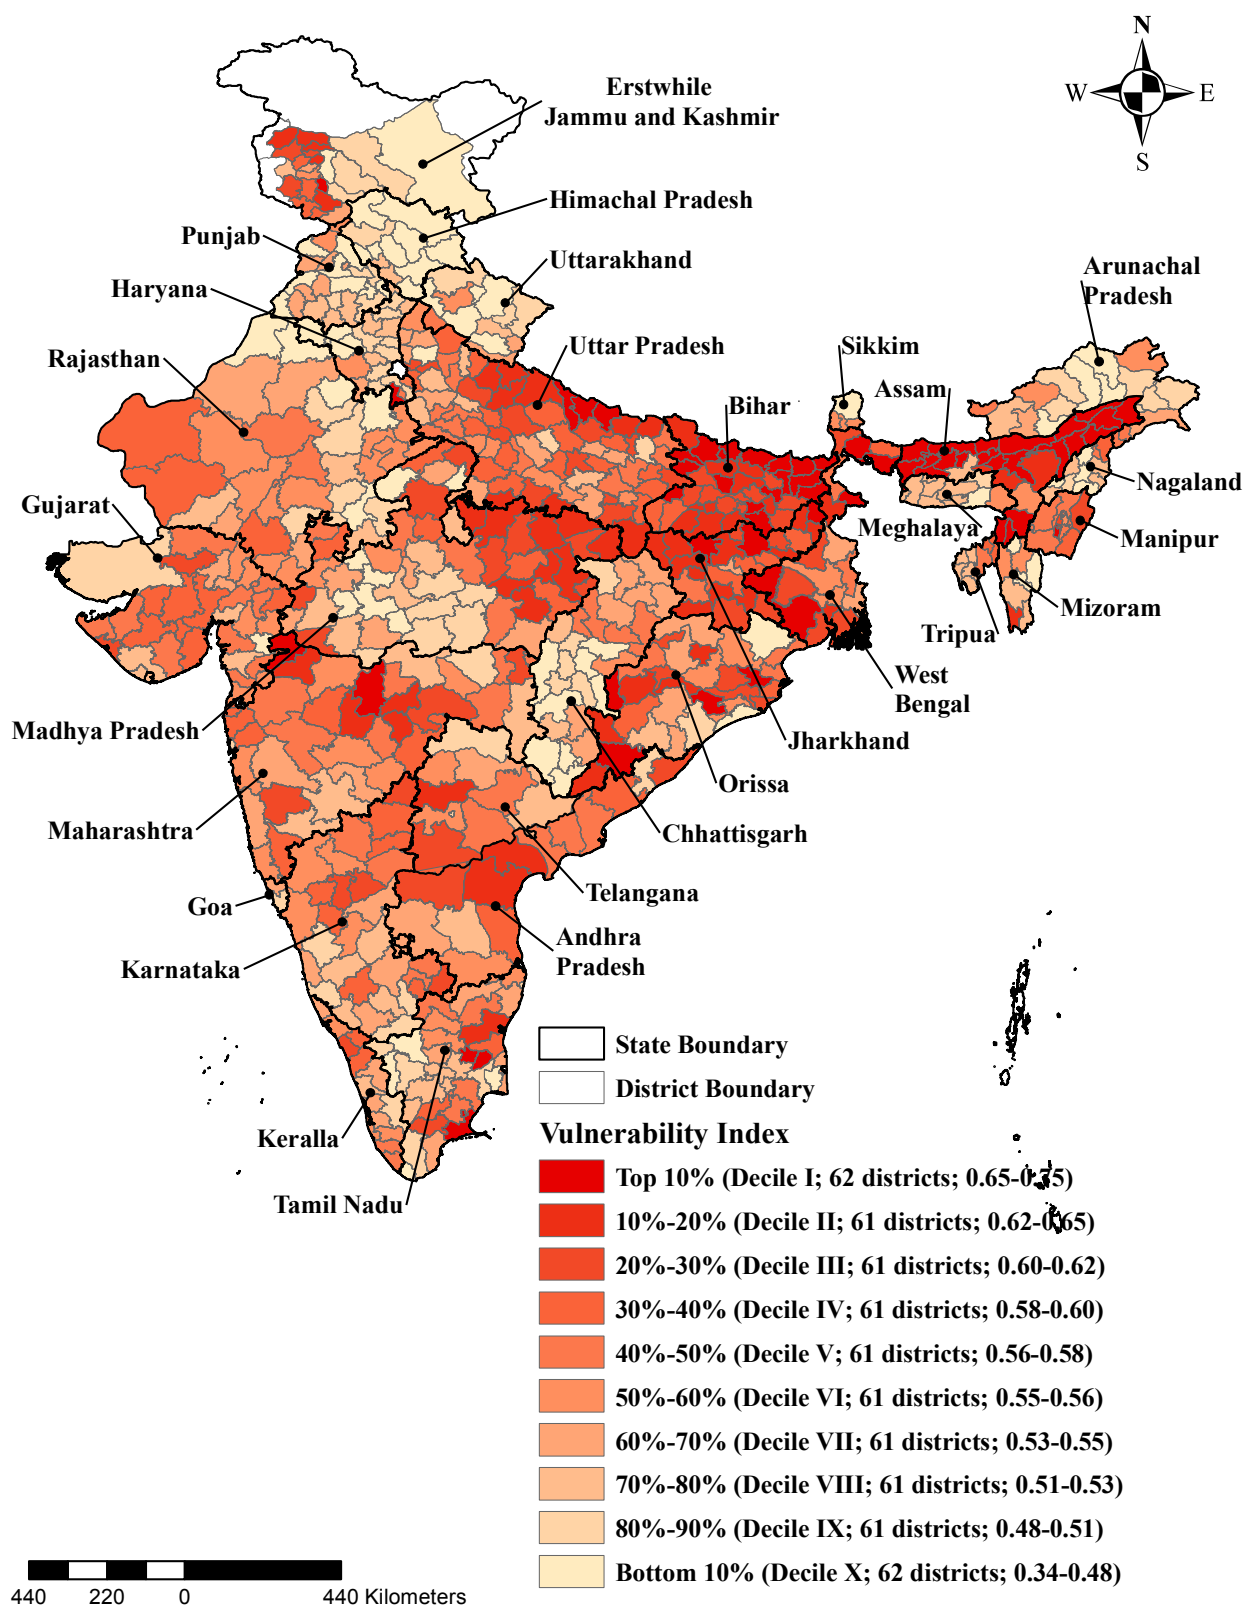 N
W
E
S
Erstwhile
Jammu and Kashmir
Himachal Pradesh
Punjab
Uttarakhand
Haryana
Arunachal
Pradesh
Rajasthan
Uttar Pradesh
Sikkim
Assam
Bihar
Gujarat
Nagaland
Meghalaya
Manipur
Mizoram
Tripua
West
Bengal
Madhya Pradesh
Jharkhand
Orissa
Maharashtra
Chhattisgarh
Telangana
Goa
Andhra
Pradesh
Karnataka
Keralla
Tamil Nadu
State Boundary
District Boundary
Vulnerability Index
Top 10% (Decile I; 62 districts; 0.65-0.75)
10%-20% (Decile II; 61 districts; 0.62-0.65)
20%-30% (Decile III; 61 districts; 0.60-0.62)
30%-40% (Decile IV; 61 districts; 0.58-0.60)
40%-50% (Decile V; 61 districts; 0.56-0.58)
50%-60% (Decile VI; 61 districts; 0.55-0.56)
60%-70% (Decile VII; 61 districts; 0.53-0.55)
70%-80% (Decile VIII; 61 districts; 0.51-0.53)
80%-90% (Decile IX; 61 districts; 0.48-0.51)
Bottom 10% (Decile X; 62 districts; 0.34-0.48)
440 220 0 440 Kilometers